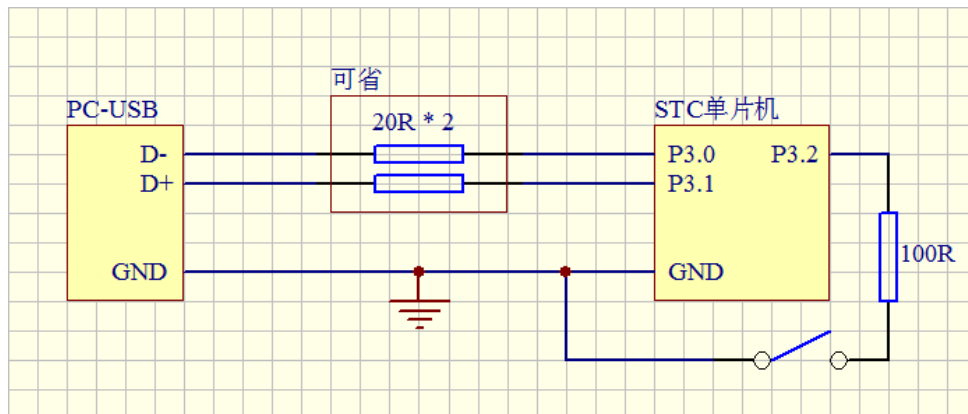 可省
PC-USB
20R * 2
STC单片机
D-
P3.0
P3.2
D+
P3.1
GND
GND
100R